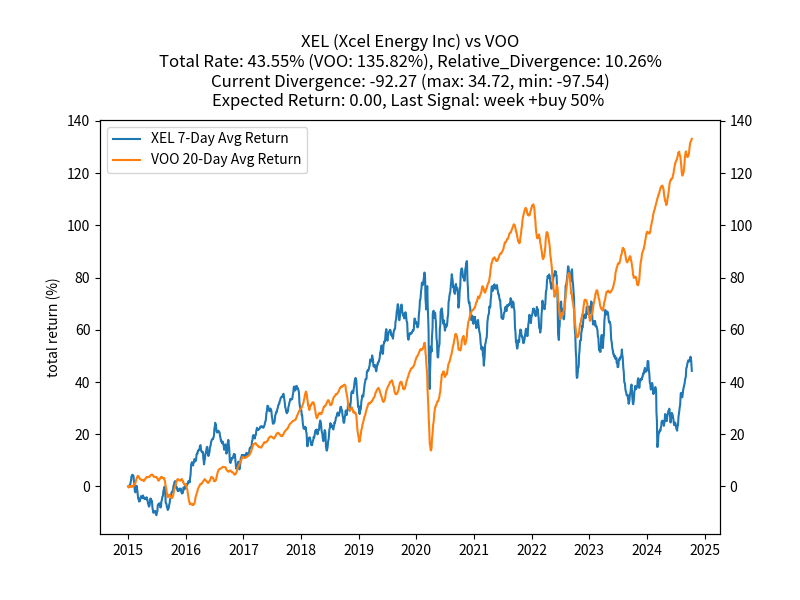 XEL (Xcel Energy Inc) vs VOO
Total Rate: 43.55% (VOO: 135.82%), Relative_Divergence: 10.26%
Current Divergence: -92.27 (max: 34.72, min: -97.54)
Expected Return: 0.00, Last Signal: week +buy 50%
XEL 7-Day Avg Return
VOO 20-Day Avg Return
total return (%)
140 140
120 120
100 100
80 80
60 60
40 40
20 20
0 0
2015 2016 2017 2018 2019 2020 2021 2022 2023 2024 2025